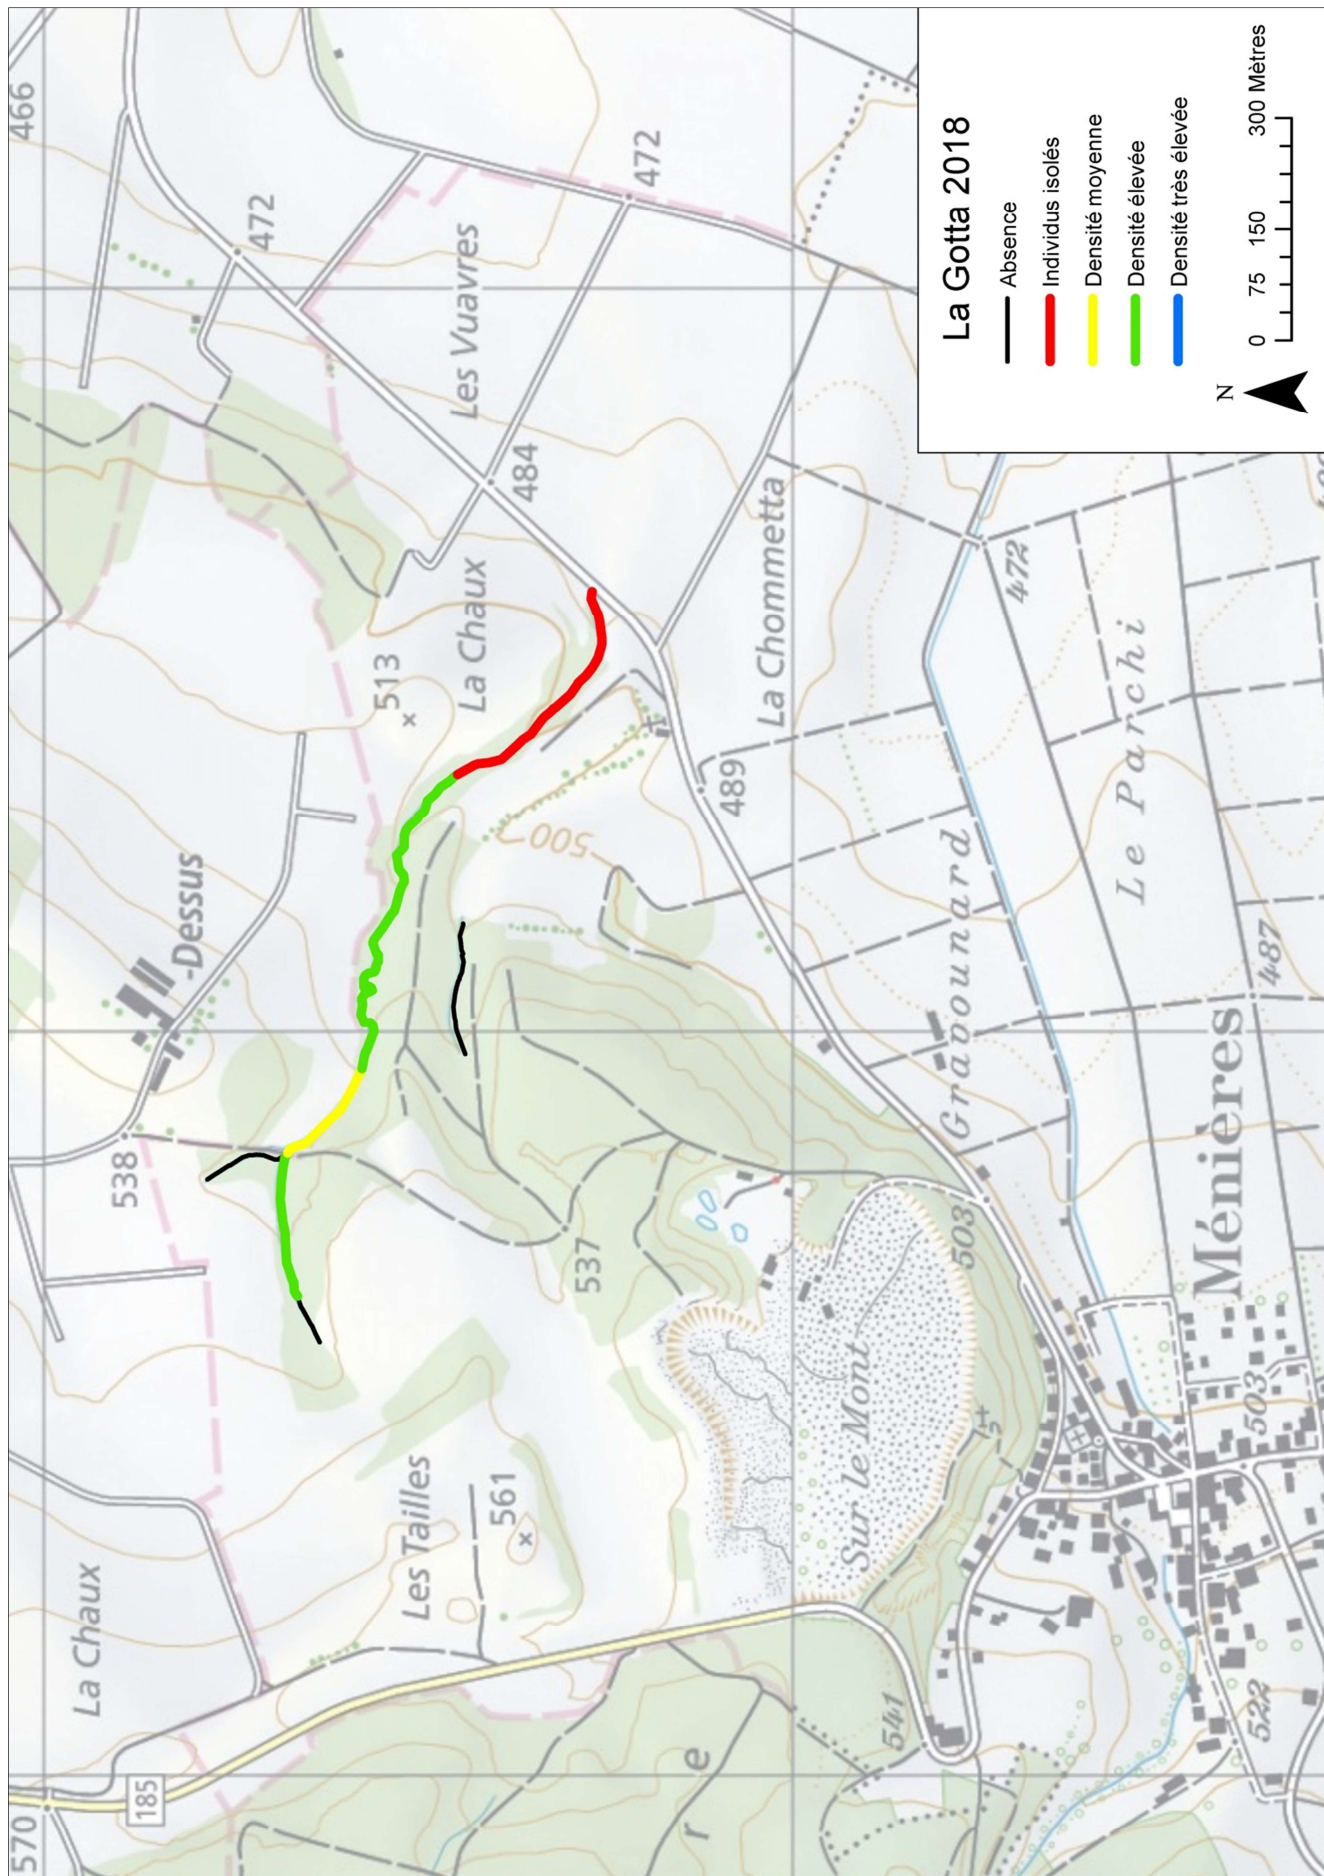 570
466
La Chaux
538
185
-Dessus
472
513
Les Tailles
Les Vuavres
La Chaux
561
484
500
537
472
r e
489
La Chommetta
Sur le Mont
541
Gravounard
503
472
Le Parchi
Ménières
522
503
487
La Gotta 2018
Absence
Individus isolés
Densité moyenne
Densité élevée
Densité très élevée
N
0 75 150 300 Mètres